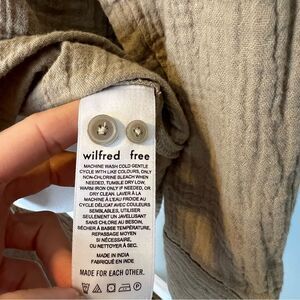 wilfred free
MACHINE WASH COLD GENTLE
CYCLE WITH LIKE COLOURS, ONLY
NON-CHLORINE BLEACH WHEN
NEEDED, TUMBLE DRY LOW,
WARM IRON ONLY IF NEEDED, OR
DRY CLEAN. LAVER À LA
MACHINE À L'EAU FROIDE AU
CYCLE DÉLICAT AVEC COULEURS
SEMBLABLES, UTILISER
SEULEMENT UN JAVELLISANT
SANS CHLORE AU BESOIN,
SÉCHER À BASSE TEMPÉRATURE,
REPASSAGE MOYEN
SI NÉCESSAIRE,
OU NETTOYER À SEC.
MADE IN INDIA
FABRIQUÉ EN INDE
MADE FOR EACH OTHER.